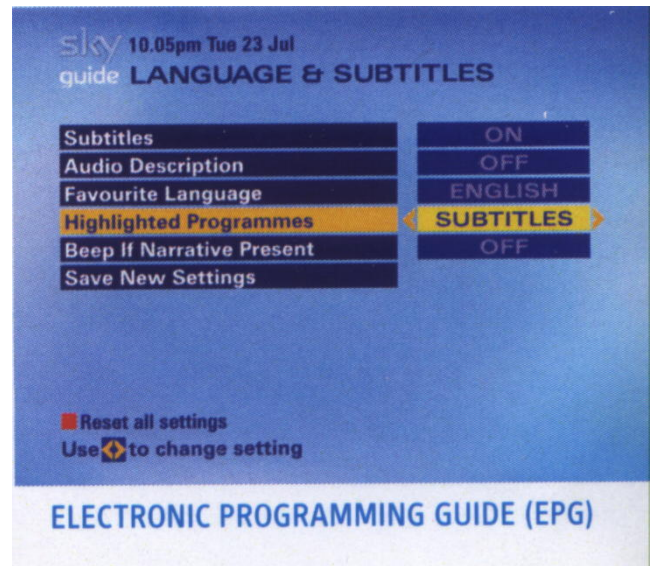 sky 10.05pm Tue 23 Jul
guide LANGUAGE & SUBTITLES
Subtitles ON
Audio Description OFF
Favourite Language ENGLISH
Highlighted Programmes SUBTITLES
Beep If Narrative Present OFF
Save New Settings
Reset all settings
Use to change setting
ELECTRONIC PROGRAMMING GUIDE (EPG)